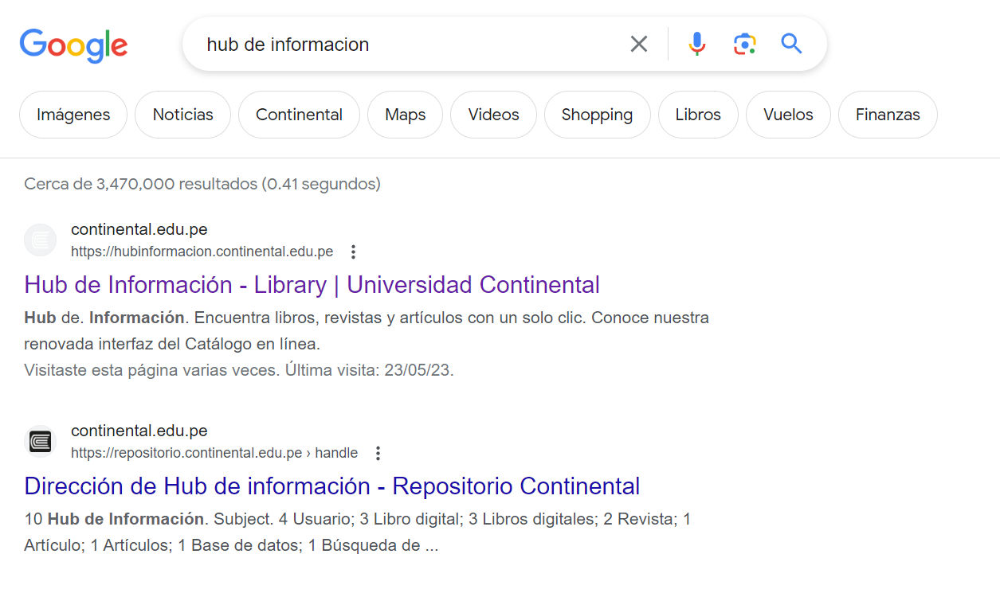 Google
hub de informacion
Imágenes
Noticias
Continental
Maps
Videos
Shopping
Libros
Vuelos
Finanzas
Cerca de 3,470,000 resultados (0.41 segundos)
continental.edu.pe
https://hubinformacion.continental.edu.pe
Hub de Información - Library | Universidad Continental
Hub de. Información. Encuentra libros, revistas y artículos con un solo clic. Conoce nuestra
renovada interfaz del Catálogo en línea.
Visitaste esta página varias veces. Última visita: 23/05/23.
continental.edu.pe
https://repositorio.continental.edu.pe › handle
Dirección de Hub de información - Repositorio Continental
10 Hub de Información. Subject. 4 Usuario; 3 Libro digital; 3 Libros digitales; 2 Revista; 1
Artículo; 1 Artículos; 1 Base de datos; 1 Búsqueda de ...